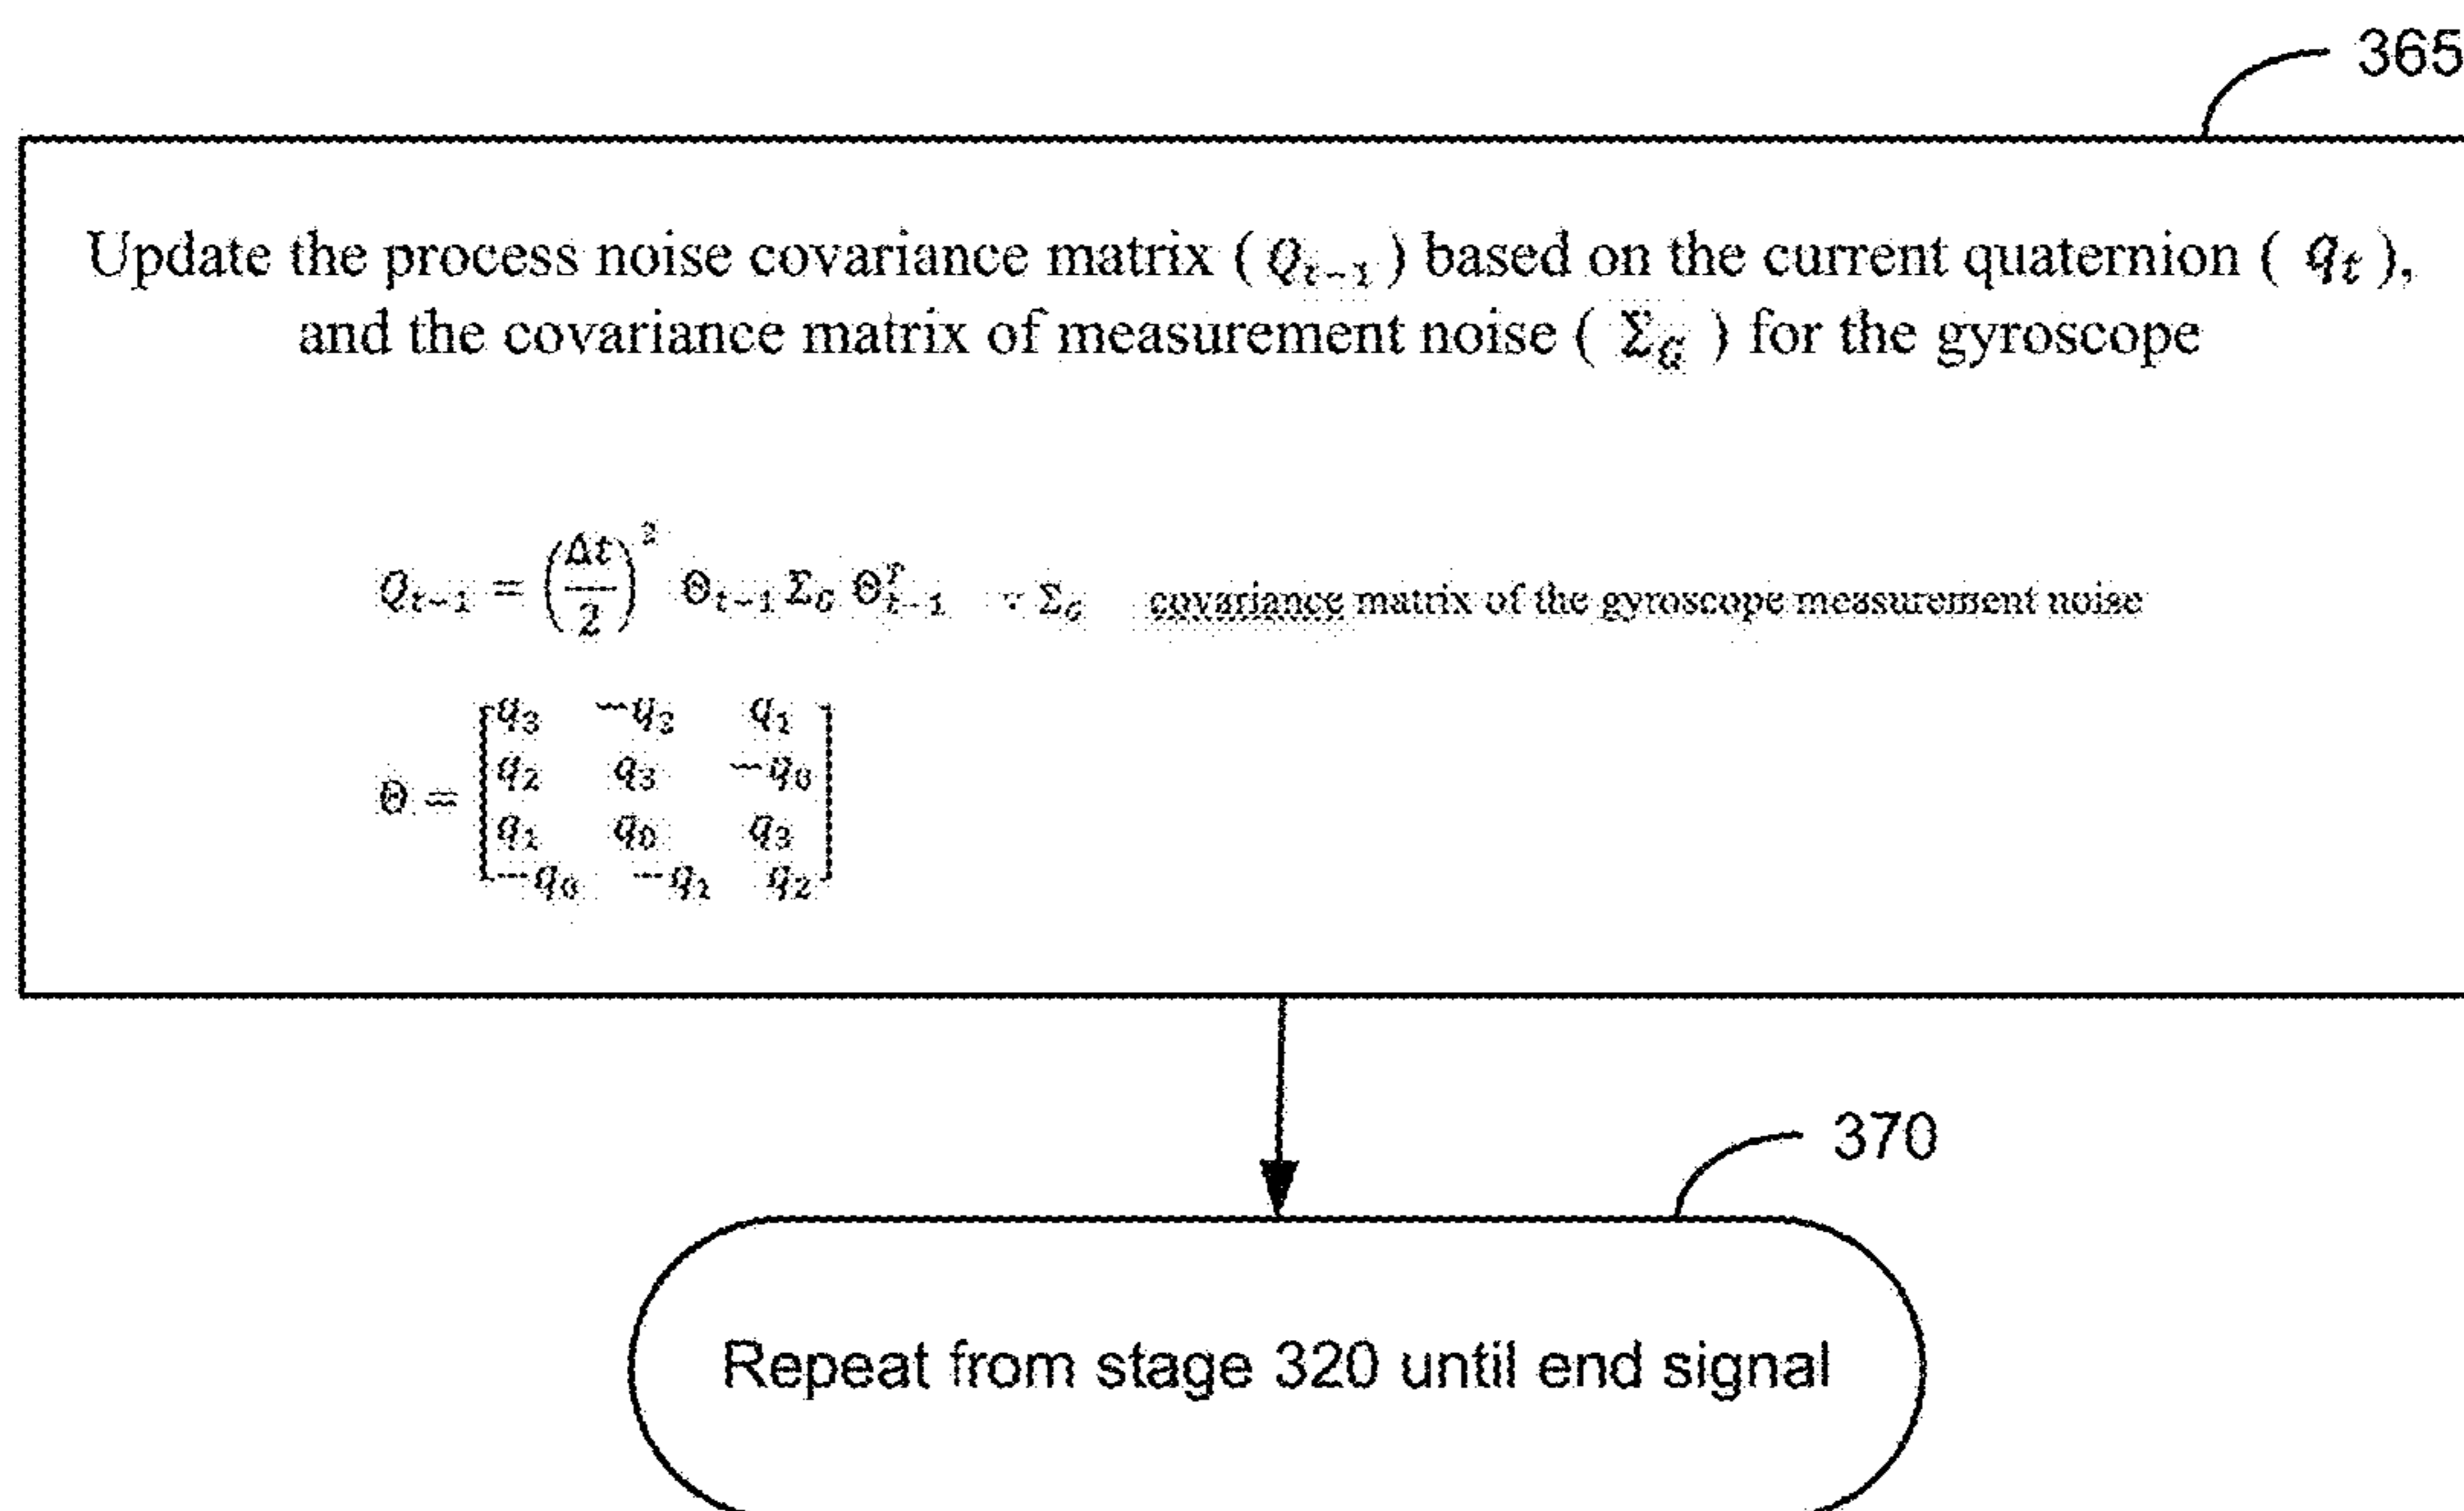 365
Update the process noise covariance matrix ( Q_{t-1} ) based on the current quaternion ( q_t ),
and the covariance matrix of measurement noise ( Σ_G ) for the gyroscope
Q_{t-1} = (Δt/2)^2 Θ_{t-1} Σ_G Θ^T_{t-1} ∵ Σ_G covariance matrix of the gyroscope measurement noise
Θ = [ q_3 -q_2 q_1
q_2 q_3 -q_0
q_1 q_0 q_3
-q_0 -q_1 q_2 ]
370
Repeat from stage 320 until end signal